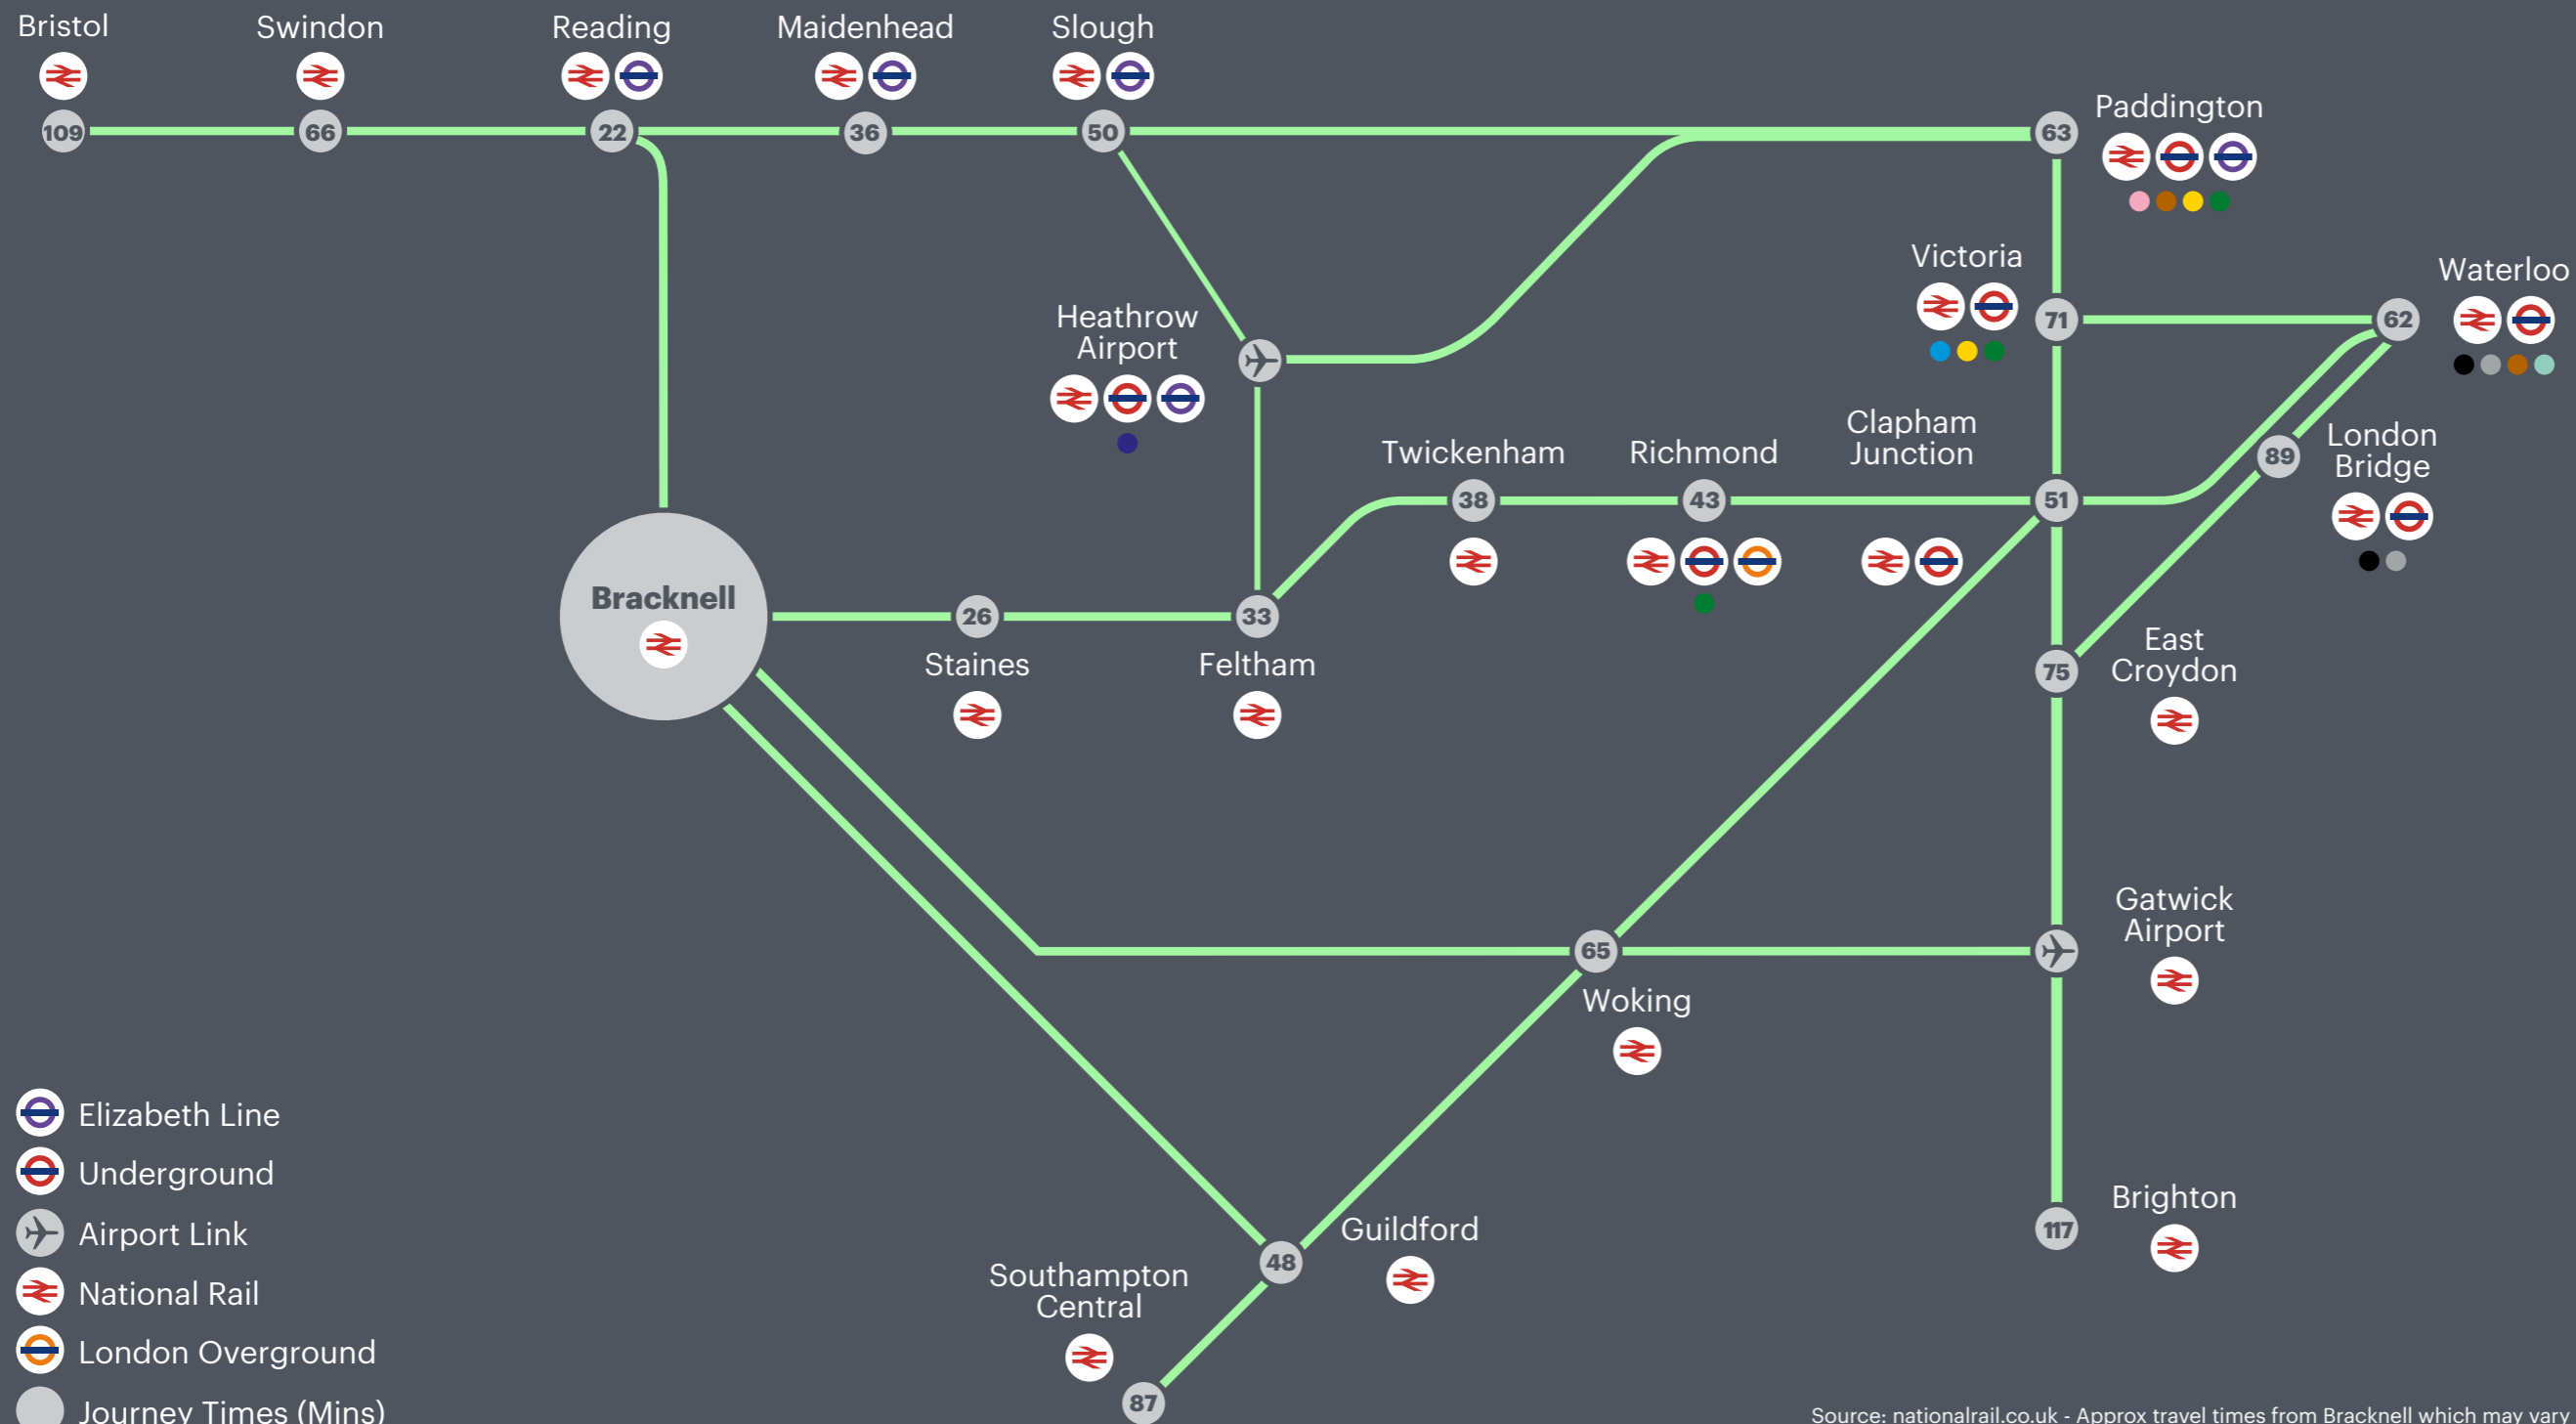 Bristol
Swindon
Reading
Maidenhead
Slough
109
66
22
36
50
63
Paddington
Victoria
71
Waterloo
62
Heathrow
Airport
Twickenham
38
Richmond
43
Clapham
Junction
51
London
Bridge
89
Bracknell
26
Staines
33
Feltham
East
Croydon
75
65
Woking
Gatwick
Airport
Brighton
117
Guildford
48
Southampton
Central
87
Elizabeth Line
Underground
Airport Link
National Rail
London Overground
Journey Times (Mins)
Source: nationalrail.co.uk - Approx travel times from Bracknell which may vary